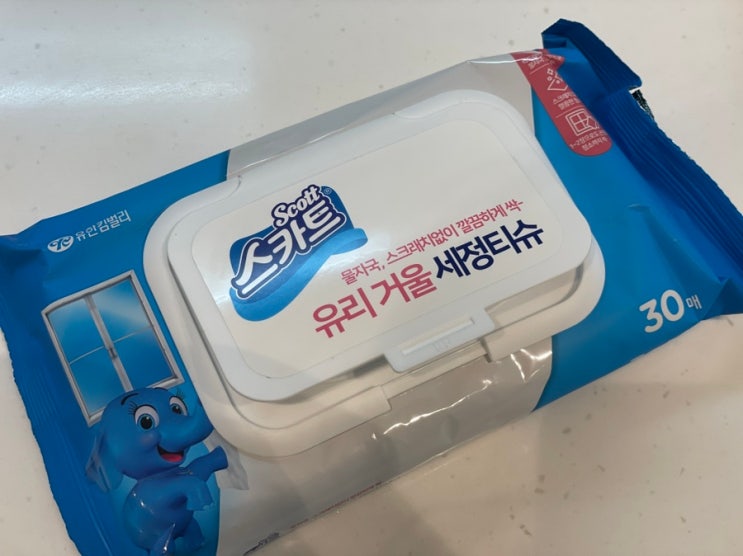 유한킴벌리
Scott®
스카트
물자국, 스크래치없이 깔끔하게 싹-
유리 거울 세정티슈
30매